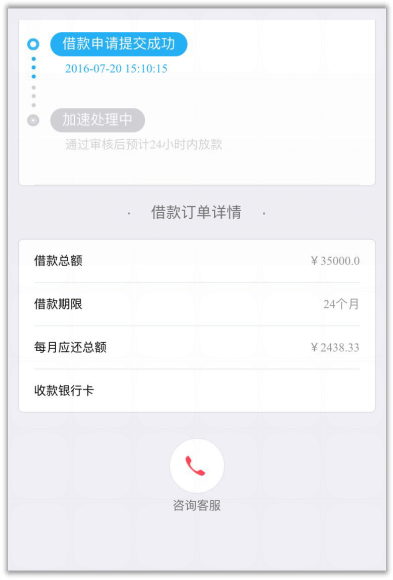 借款申请提交成功
2016-07-20 15:10:15
加速处理中
通过审核后预计24小时内放款
· 借款订单详情 ·
借款总额 ¥35000.0
借款期限 24个月
每月应还总额 ¥2438.33
收款银行卡
咨询客服